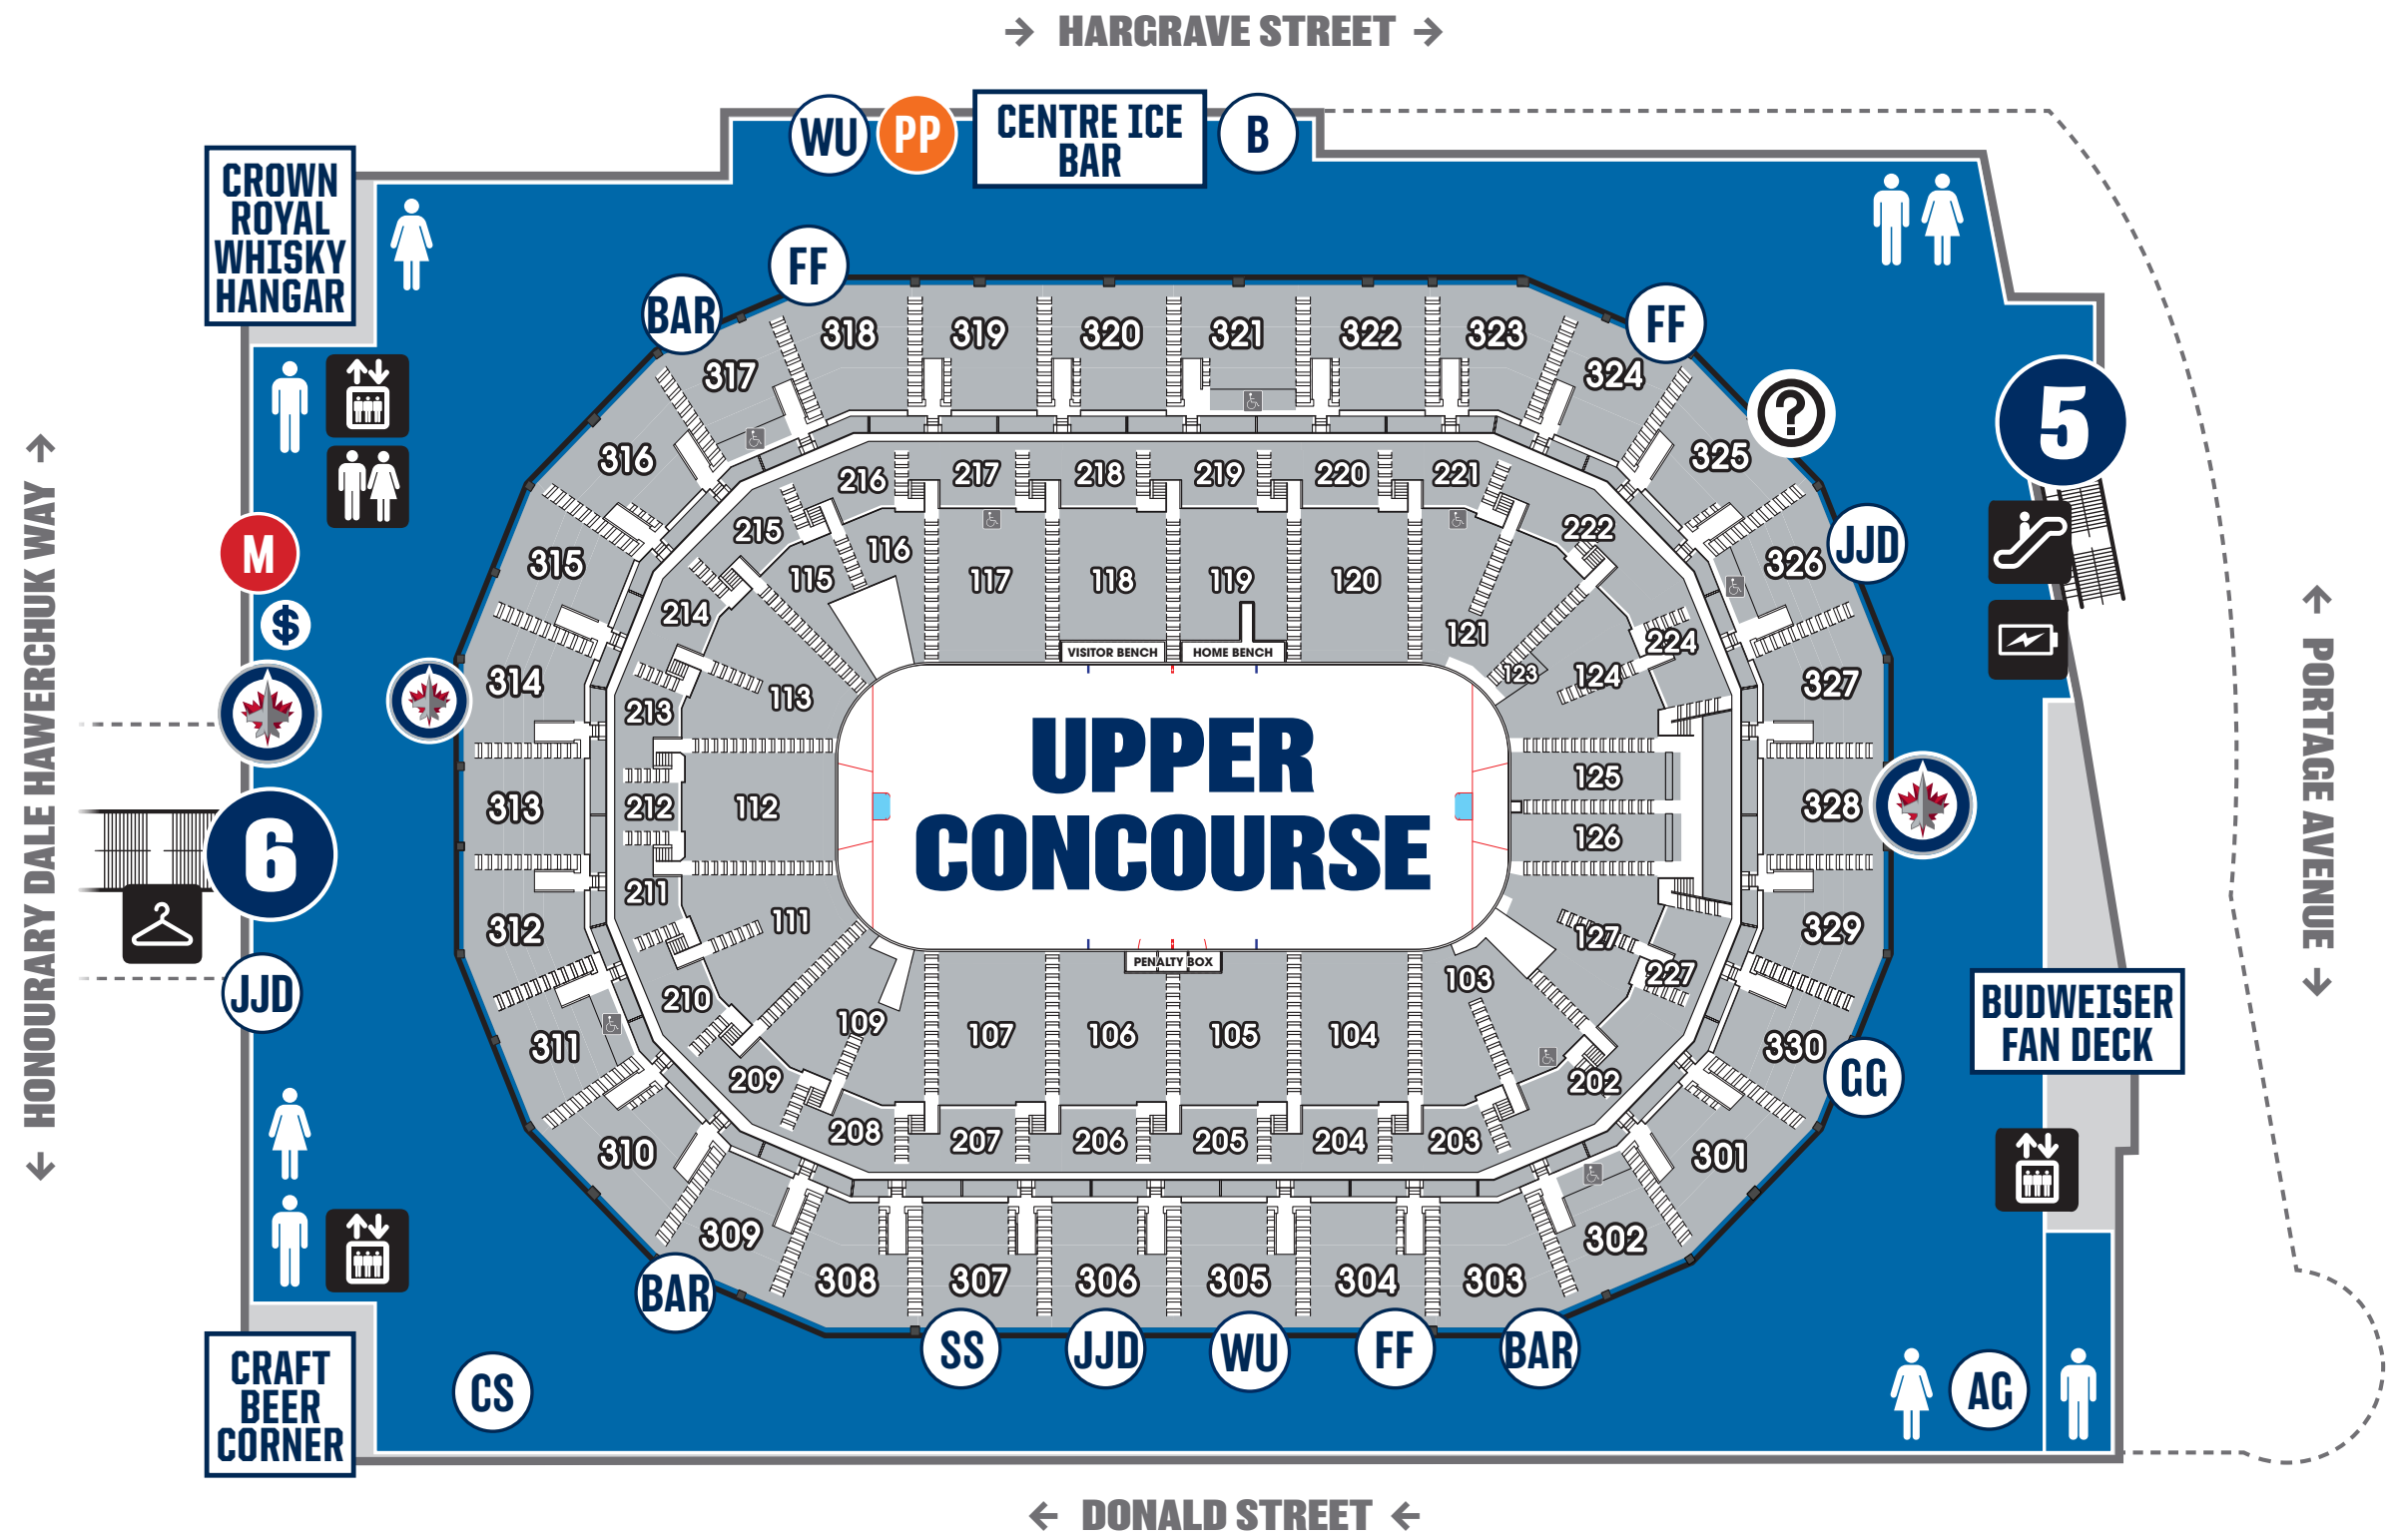 → HARGRAVE STREET →
WU
PP
CENTRE ICE
BAR
B
CROWN
ROYAL
WHISKY
HANGAR
FF
BAR
FF
?
5
JJD
M
$
6
JJD
← HONOURARY DALE HAWERCHUK WAY →
← PORTAGE AVENUE →
318
319
320
321
322
323
317
324
316
325
315
326
314
327
313
328
312
329
311
330
310
301
309
302
308
307
306
305
304
303
216
217
218
219
220
221
215
222
214
224
213
212
211
210
227
209
202
208
207
206
205
204
203
116
115
117
118
119
120
121
123
124
113
125
112
126
111
127
109
103
107
106
105
104
VISITOR BENCH
HOME BENCH
UPPER
CONCOURSE
PENALTY BOX
BUDWEISER
FAN DECK
GG
BAR
SS
JJD
WU
FF
BAR
CRAFT
BEER
CORNER
CS
AG
← DONALD STREET ←